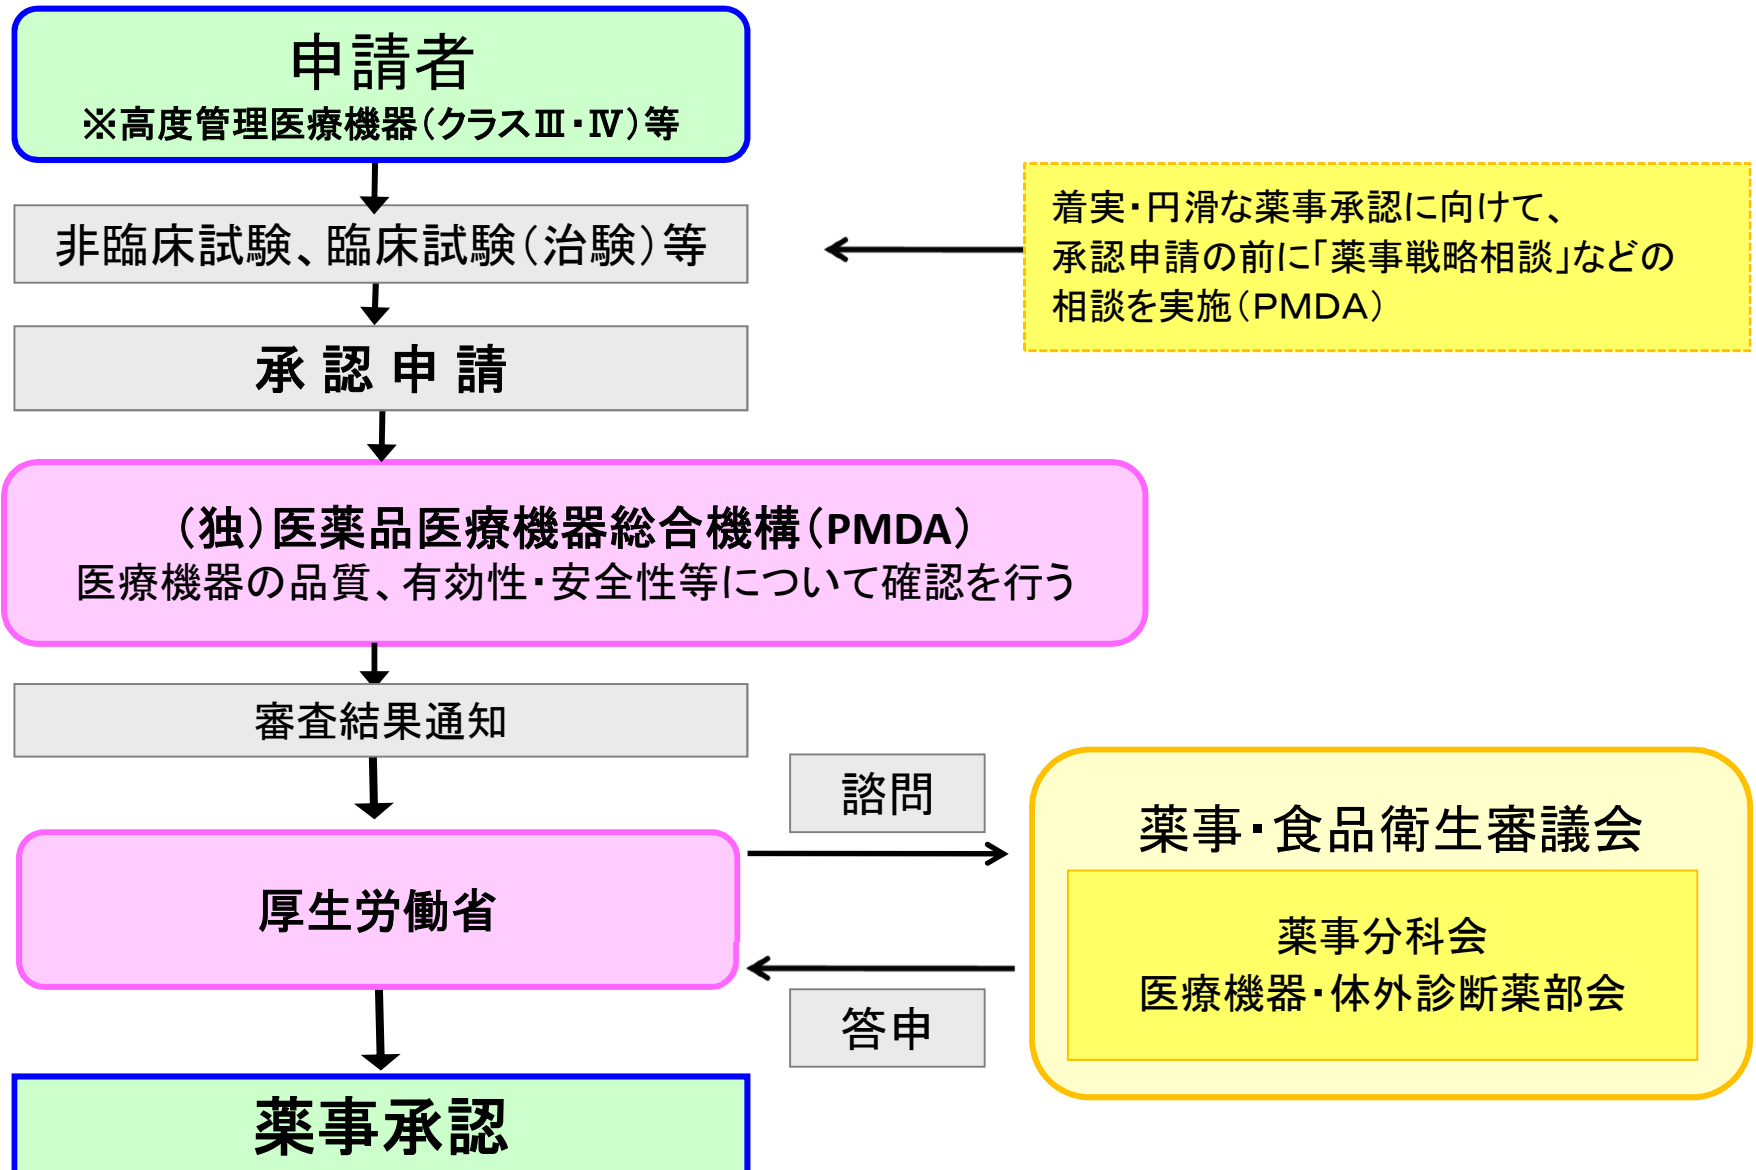 申請者
※高度管理医療機器（クラスⅢ・Ⅳ）等
非臨床試験、臨床試験（治験）等
着実・円滑な薬事承認に向けて、
承認申請の前に「薬事戦略相談」などの
相談を実施（PMDA）
承認申請
（独）医薬品医療機器総合機構（PMDA）
医療機器の品質、有効性・安全性等について確認を行う
審査結果通知
諮問
薬事・食品衛生審議会
厚生労働省
薬事分科会
医療機器・体外診断薬部会
答申
薬事承認